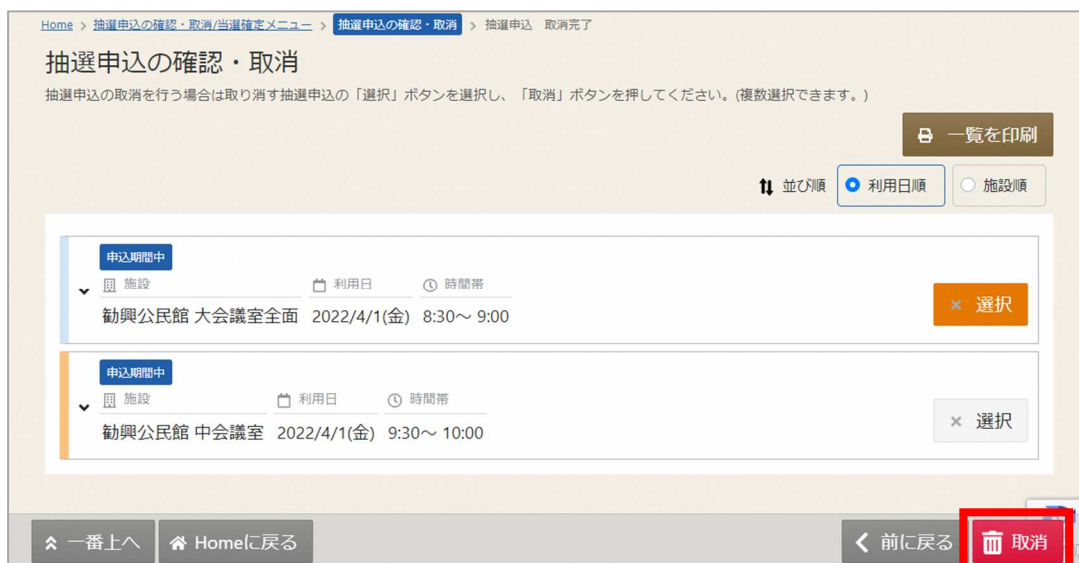 Home > 抽選申込の確認・取消/当選確定メニュー > 抽選申込の確認・取消 > 抽選申込 取消完了
抽選申込の確認・取消
抽選申込の取消を行う場合は取り消す抽選申込の「選択」ボタンを選択し、「取消」ボタンを押してください。(複数選択できます。)
一覧を印刷
並び順 利用日順 施設順
申込期間中
施設 利用日 時間帯
勧興公民館 大会議室全面 2022/4/1(金) 8:30～ 9:00
× 選択
申込期間中
施設 利用日 時間帯
勧興公民館 中会議室 2022/4/1(金) 9:30～ 10:00
× 選択
一番上へ Homeに戻る 前に戻る 取消